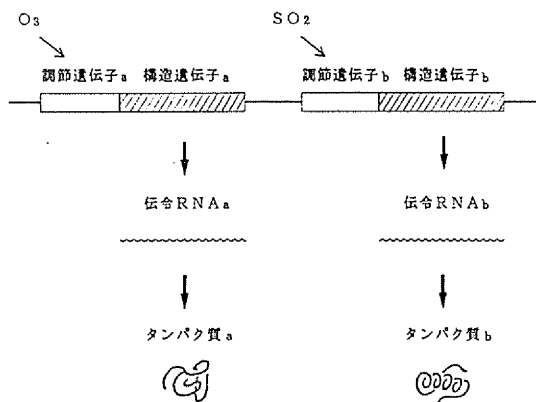 O₃ SO₂
調節遺伝子a 構造遺伝子a 調節遺伝子b 構造遺伝子b
伝令RNAa 伝令RNAb
タンパク質a タンパク質b